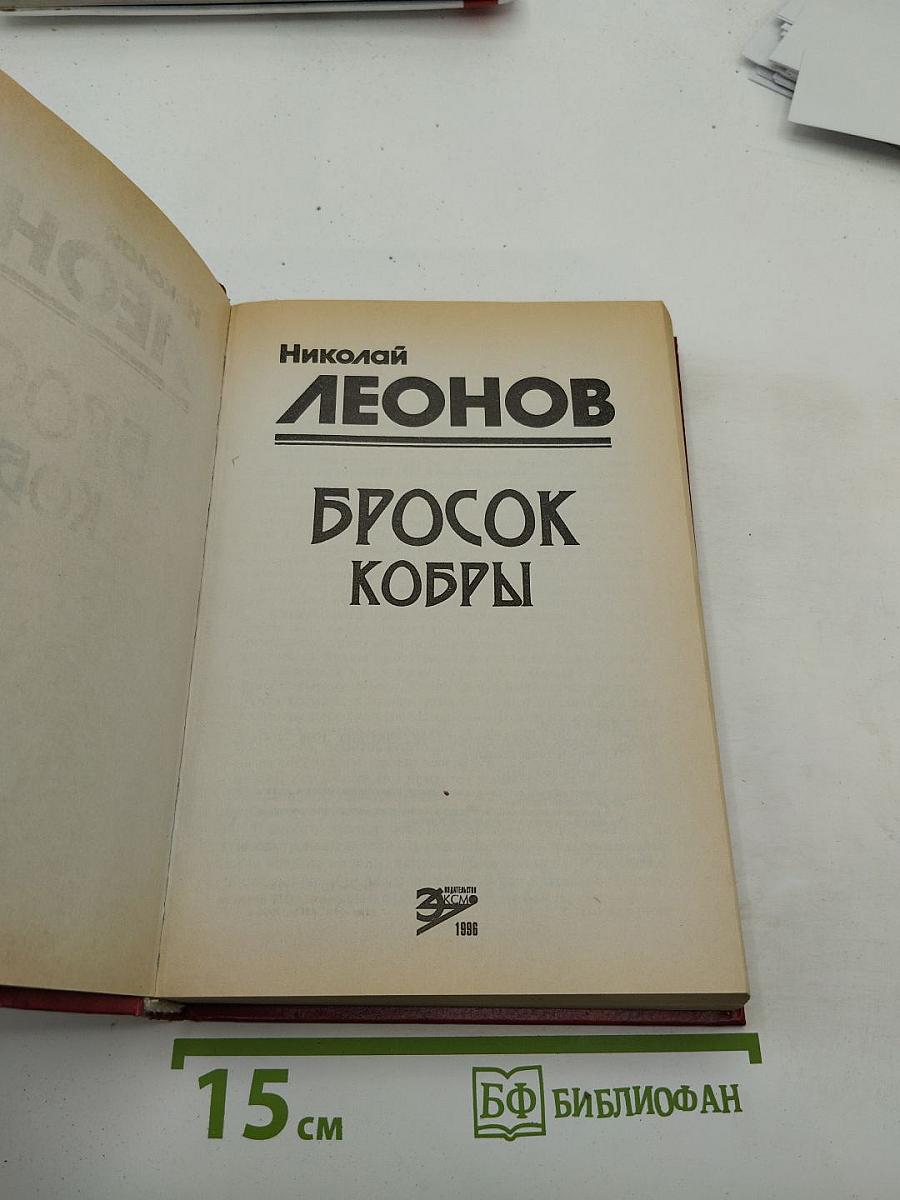 Николай
ЛЕОНОВ
БРОСОК
КОБРЫ
ИЗДАТЕЛЬСТВО
ЭКСМО
1996
15 см
БФ БИБЛИОФАН